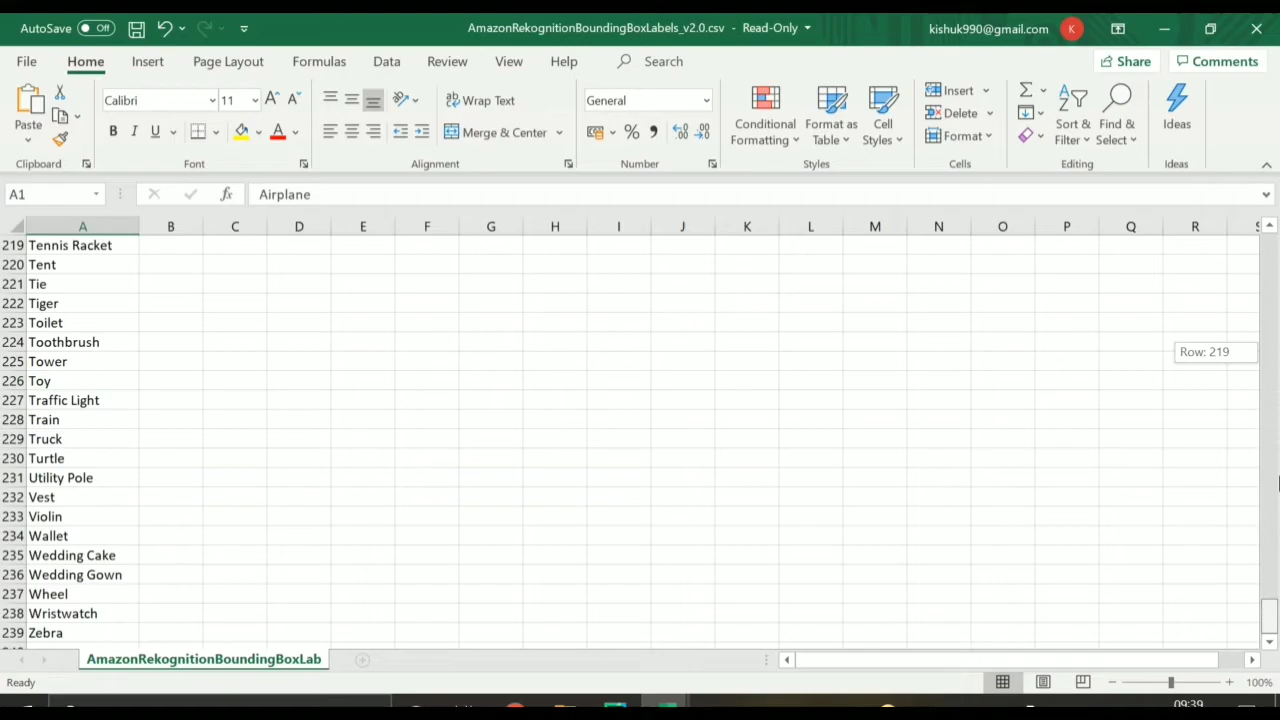 AutoSave Off
AmazonRekognitionBoundingBoxLabels_v2.0.csv - Read-Only
kishuk990@gmail.com K
File Home Insert Page Layout Formulas Data Review View Help Search
Share Comments
Paste
Calibri 11
Wrap Text
General
Merge & Center
Conditional Formatting
Format as Table
Cell Styles
Insert
Delete
Format
Sort & Filter
Find & Select
Ideas
Clipboard Font Alignment Number Styles Cells Editing Ideas
A1 fx Airplane
A B C D E F G H I J K L M N O P Q R
219 Tennis Racket
220 Tent
221 Tie
222 Tiger
223 Toilet
224 Toothbrush
Row: 219
225 Tower
226 Toy
227 Traffic Light
228 Train
229 Truck
230 Turtle
231 Utility Pole
232 Vest
233 Violin
234 Wallet
235 Wedding Cake
236 Wedding Gown
237 Wheel
238 Wristwatch
239 Zebra
AmazonRekognitionBoundingBoxLab
Ready
100%
09:39